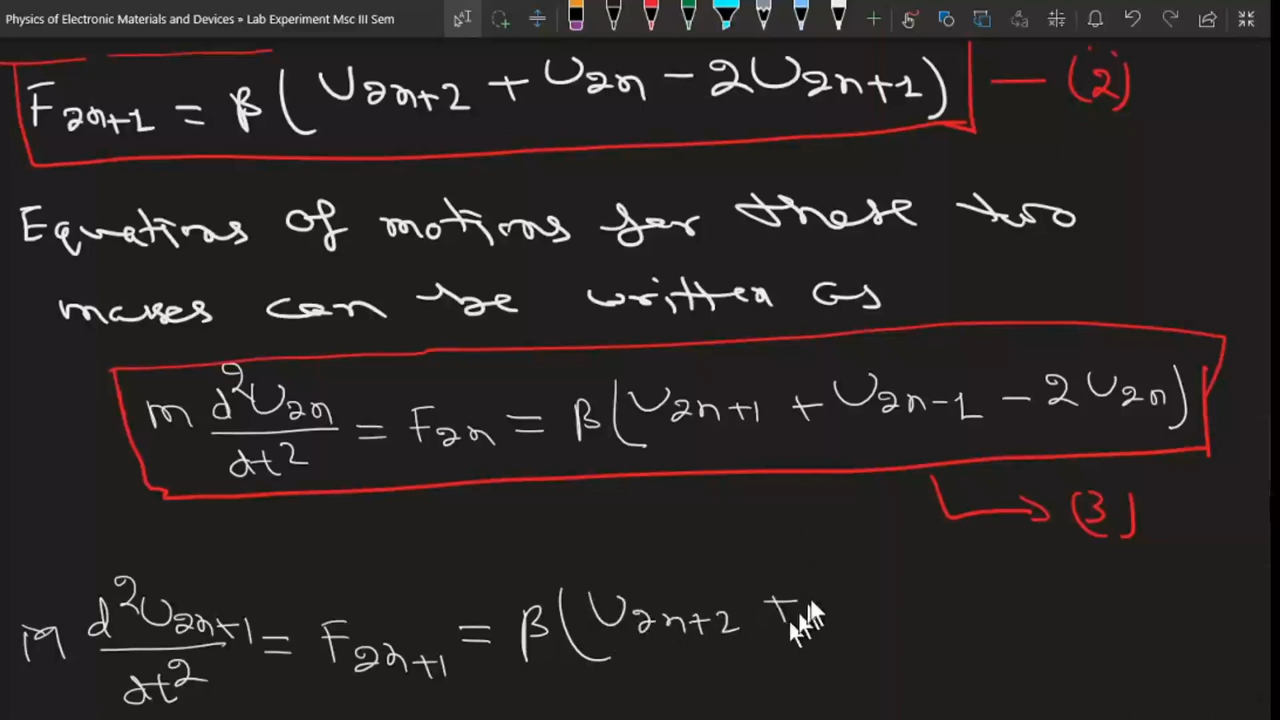 Physics of Electronic Materials and Devices » Lab Experiment Msc III Sem
F₂ₙ₊₁ = β(U₂ₙ₊₂ + U₂ₙ − 2U₂ₙ₊₁) — (2)
Equations of motions for these two
masses can be written as
m d²U₂ₙ/dt² = F₂ₙ = β(U₂ₙ₊₁ + U₂ₙ₋₁ − 2U₂ₙ)
→ (3)
m d²U₂ₙ₊₁/dt² = F₂ₙ₊₁ = β(U₂ₙ₊₂ +